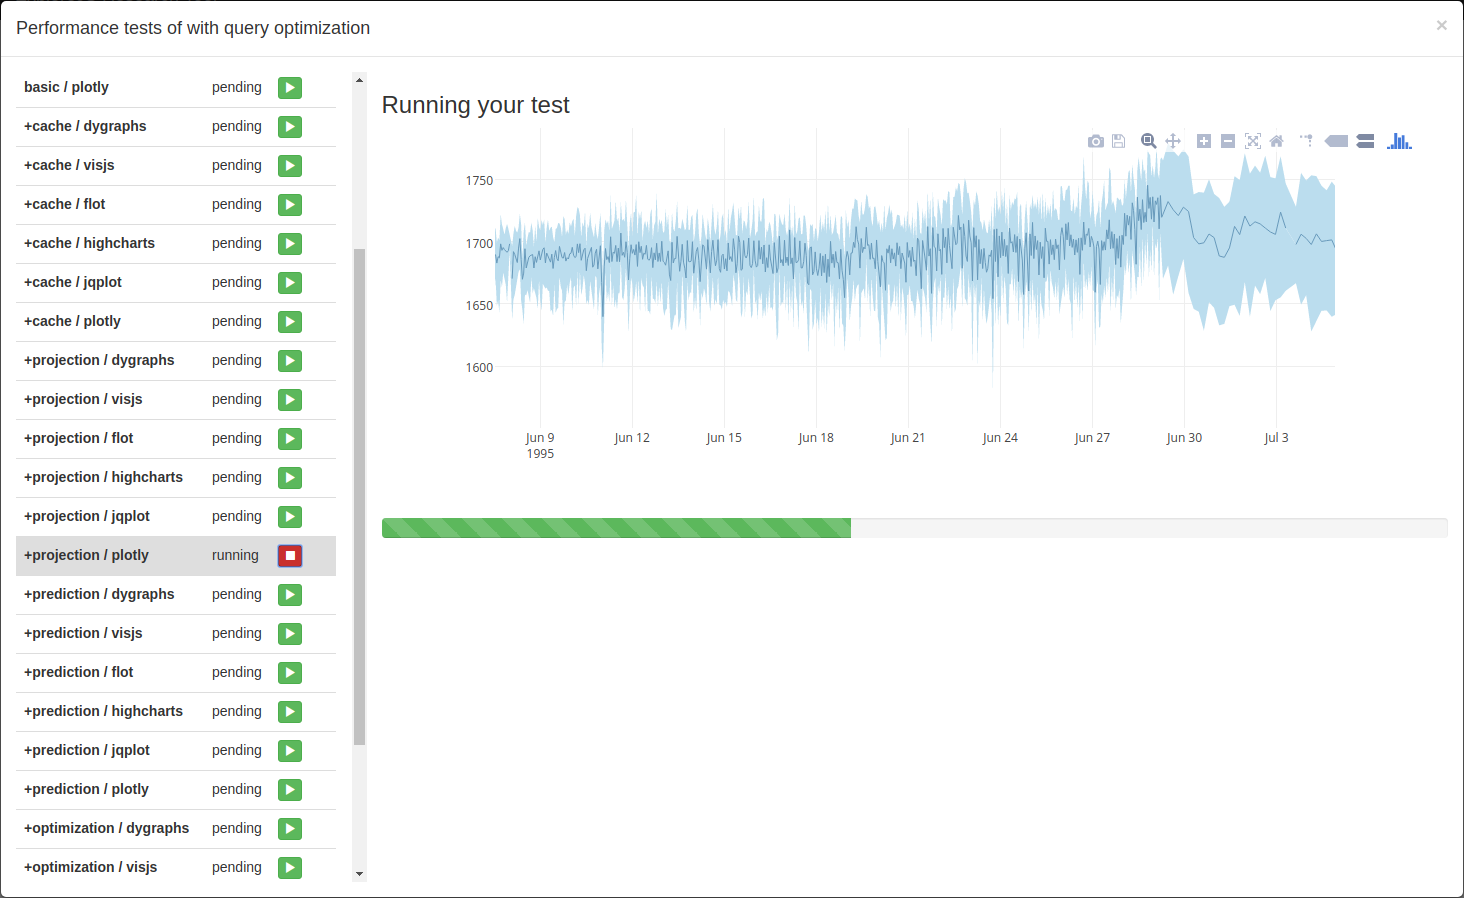 Performance tests of with query optimization
×
basic / plotly pending
+cache / dygraphs pending
+cache / visjs pending
+cache / flot pending
+cache / highcharts pending
+cache / jqplot pending
+cache / plotly pending
+projection / dygraphs pending
+projection / visjs pending
+projection / flot pending
+projection / highcharts pending
+projection / jqplot pending
+projection / plotly running
+prediction / dygraphs pending
+prediction / visjs pending
+prediction / flot pending
+prediction / highcharts pending
+prediction / jqplot pending
+prediction / plotly pending
+optimization / dygraphs pending
+optimization / visjs pending
Running your test
1750
1700
1650
1600
Jun 9 Jun 12 Jun 15 Jun 18 Jun 21 Jun 24 Jun 27 Jun 30 Jul 3
1995